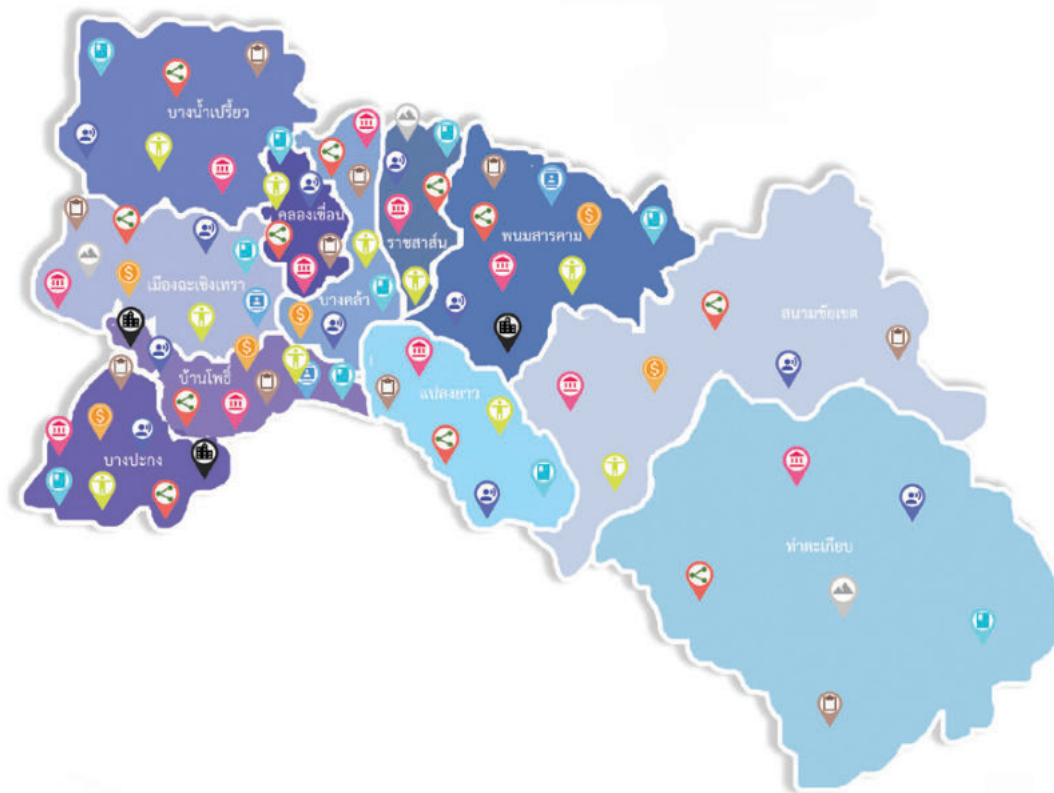 บางน้ำเปรี้ยว
คลองเขื่อน
ราชสาส์น
พนมสารคาม
เมืองฉะเชิงเทรา
บางคล้า
สนามชัยเขต
บ้านโพธิ์
แปลงยาว
บางปะกง
ท่าตะเกียบ